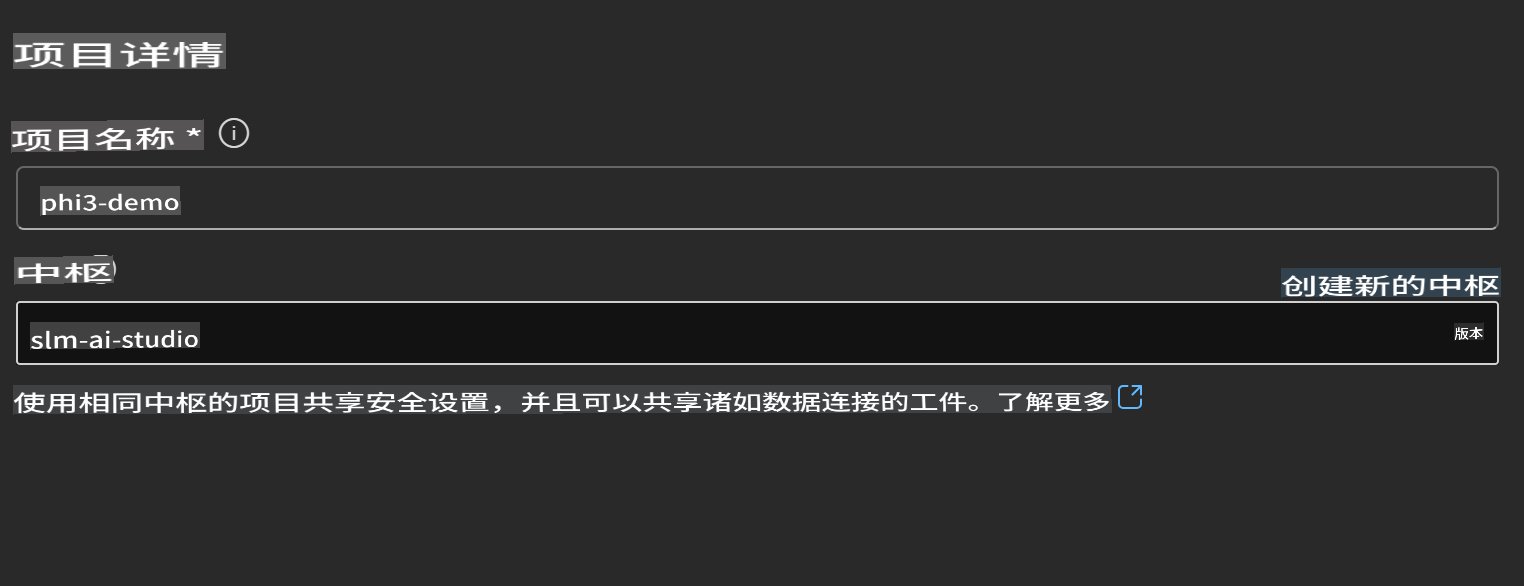 项目详情
项目名称 *
phi3-demo
中枢
创建新的中枢
slm-ai-studio
版本
使用相同中枢的项目共享安全设置，并且可以共享诸如数据连接的工件。了解更多